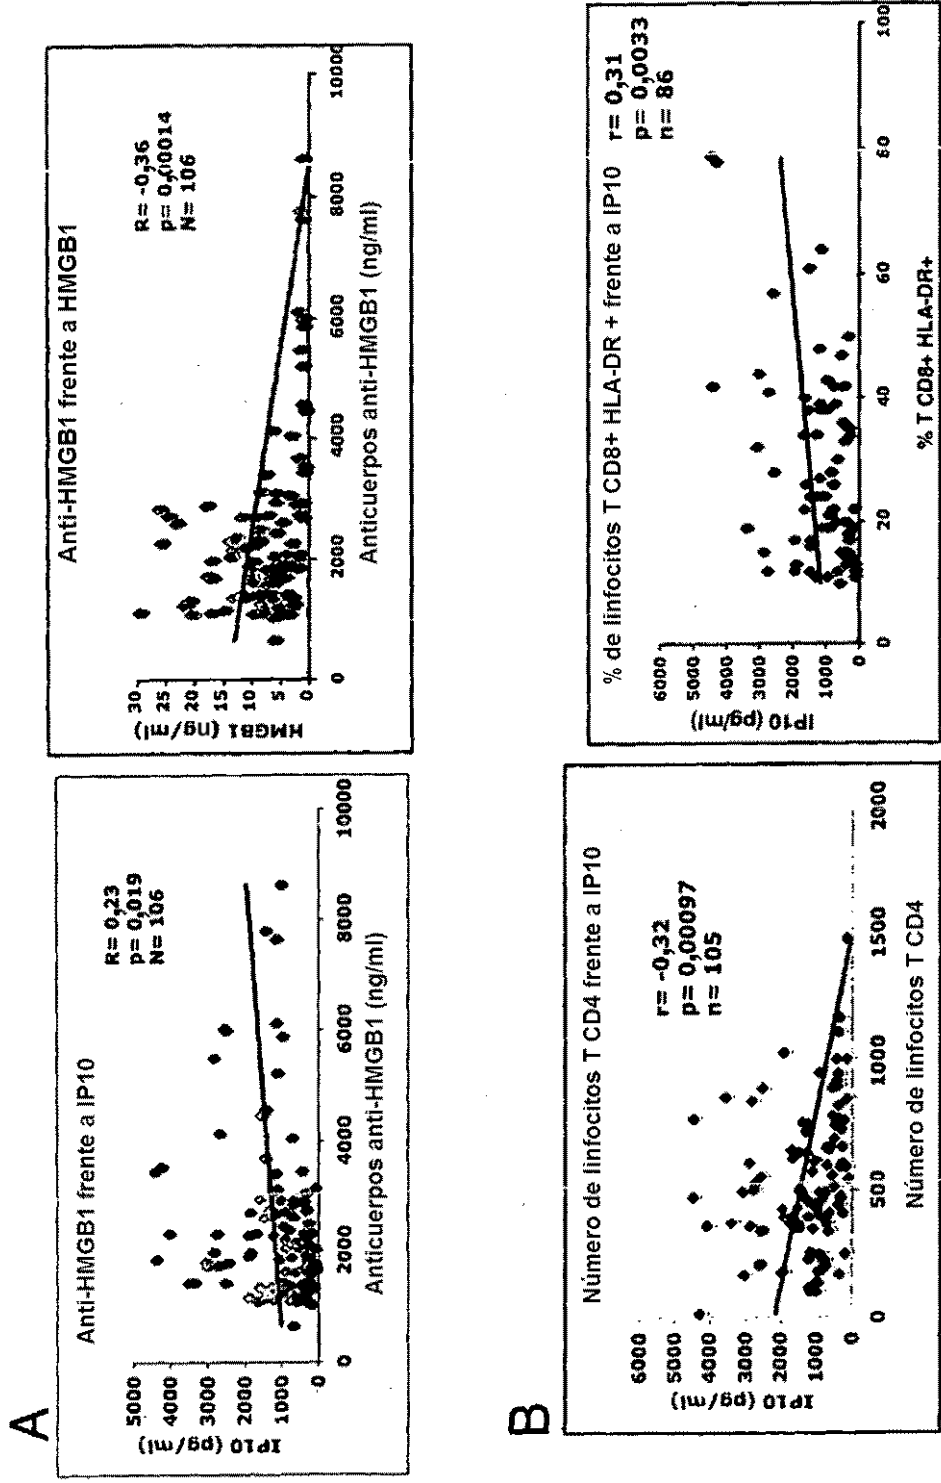 A
Anti-HMGB1 frente a IP10
R= 0,23
p= 0,019
N= 106
IP10 (pg/ml)
5000
4000
3000
2000
1000
0
0
2000
4000
6000
8000
10000
Anticuerpos anti-HMGB1 (ng/ml)
Anti-HMGB1 frente a HMGB1
R= -0,36
p= 0,00014
N= 106
HMGB1 (ng/ml)
30
25
20
15
10
5
0
0
2000
4000
6000
8000
10000
Anticuerpos anti-HMGB1 (ng/ml)
B
Número de linfocitos T CD4 frente a IP10
r= -0,32
p= 0,00097
n= 105
IP10 (pg/ml)
6000
5000
4000
3000
2000
1000
0
0
500
1000
1500
2000
Número de linfocitos T CD4
% de linfocitos T CD8+ HLA-DR + frente a IP10
r= 0,31
p= 0,0033
n= 86
IP10 (pg/ml)
6000
5000
4000
3000
2000
1000
0
0
20
40
60
80
100
% T CD8+ HLA-DR+